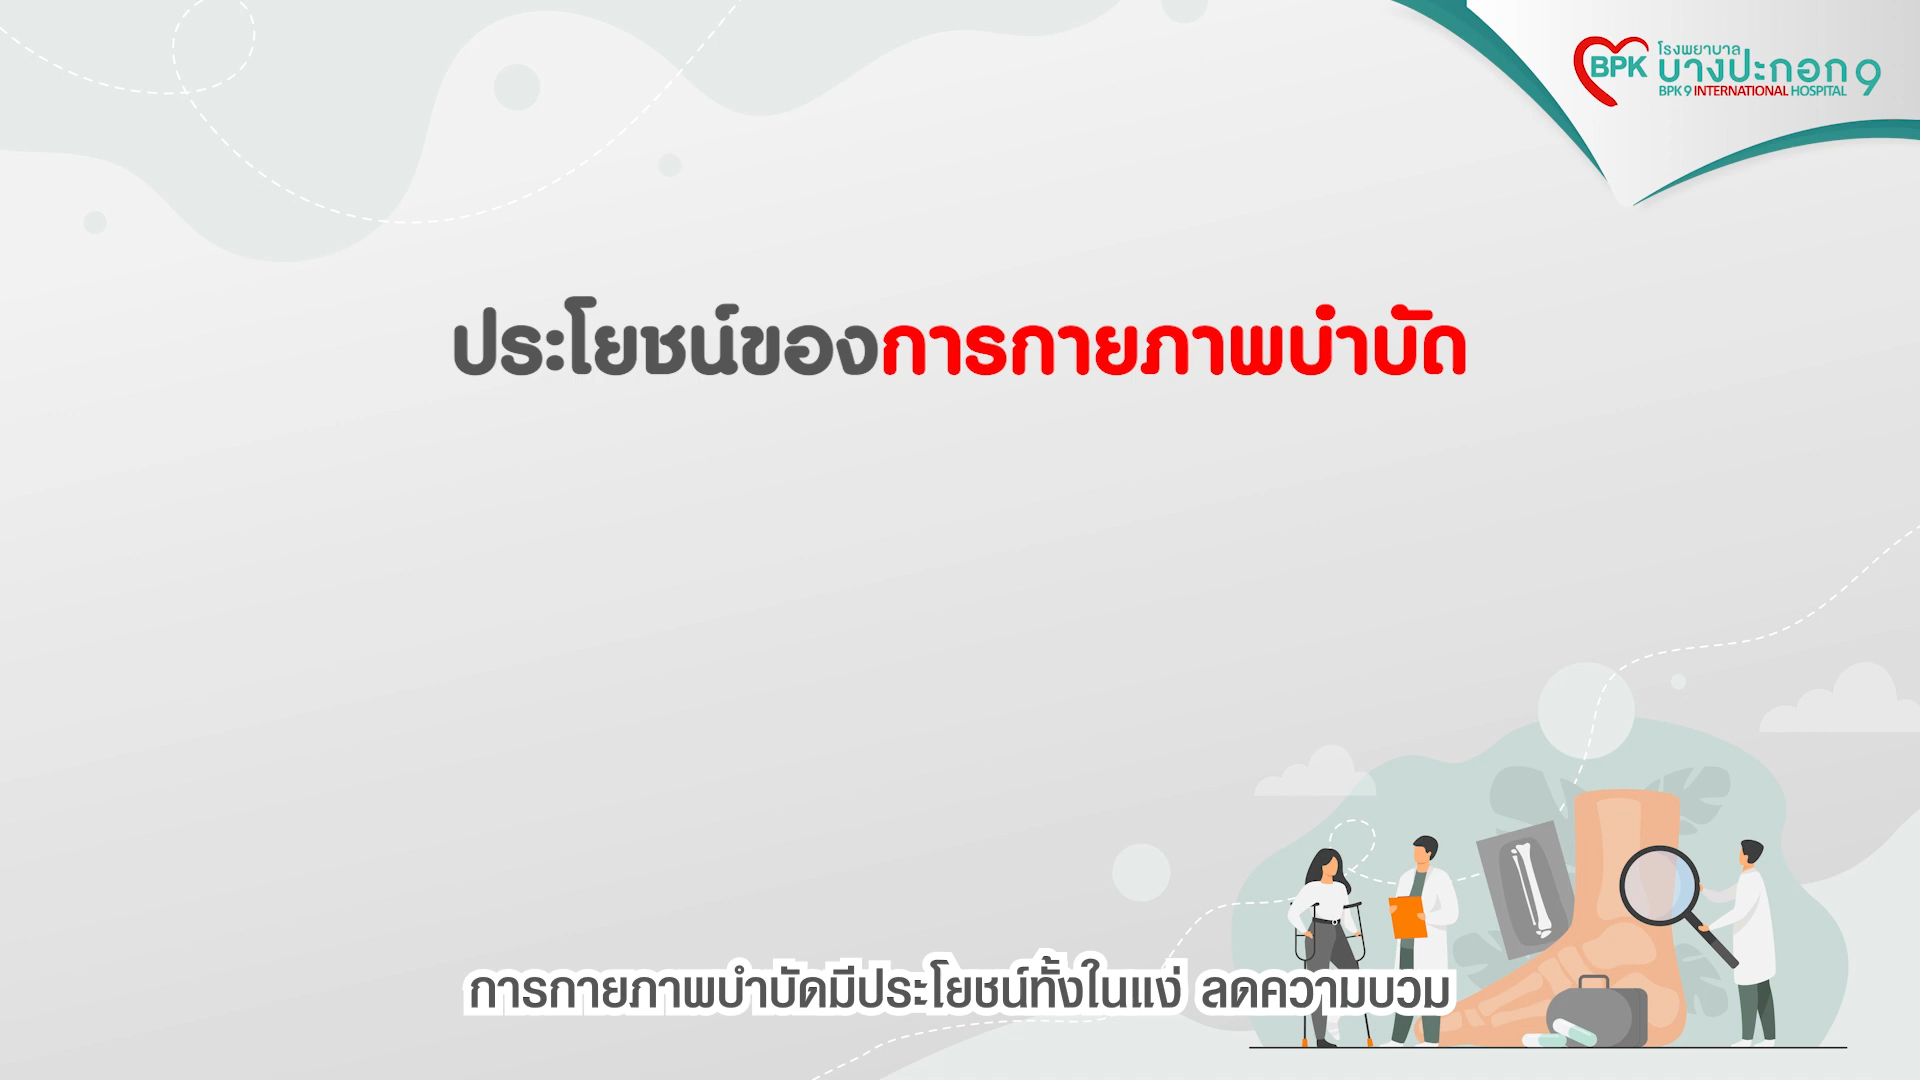 โรงพยาบาล
BPK บางปะกอก 9
BPK 9 INTERNATIONAL HOSPITAL
ประโยชน์ของการกายภาพบำบัด
การกายภาพบำบัดมีประโยชน์ทั้งในแง่ ลดความบวม